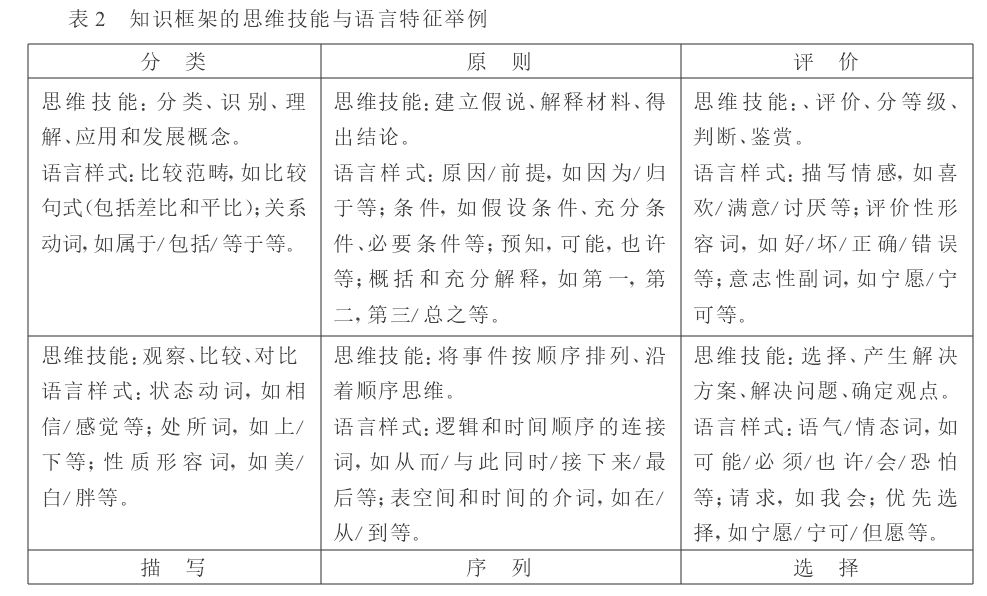 表 2 知识框架的思维技能与语言特征举例
分 类
原 则
评 价
思维技能:分类、识别、理
解、应用和发展概念。
语言样式:比较范畴,如比较
句式(包括差比和平比);关系
动词,如属于/包括/等于等。
思维技能:建立假说、解释材料、得
出结论。
语言样式:原因/前提,如因为/归
于等;条件,如假设条件、充分条
件、必要条件等;预知,可能,也许
等;概括和充分解释,如第一,第
二,第三/总之等。
思维技能:、评价、分等级、
判断、鉴赏。
语言样式:描写情感,如喜
欢/满意/讨厌等;评价性形
容词,如好/坏/正确/错误
等;意志性副词,如宁愿/宁
可等。
思维技能:观察、比较、对比
语言样式:状态动词,如相
信/感觉等;处所词,如上/
下等;性质形容词,如美/
白/胖等。
思维技能:将事件按顺序排列、沿
着顺序思维。
语言样式:逻辑和时间顺序的连接
词,如从而/与此同时/接下来/最
后等;表空间和时间的介词,如在/
从/到等。
思维技能:选择、产生解决
方案、解决问题、确定观点。
语言样式:语气/情态词,如
可能/必须/也许/会/恐怕
等;请求,如我会;优先选
择,如宁愿/宁可/但愿等。
描 写
序 列
选 择